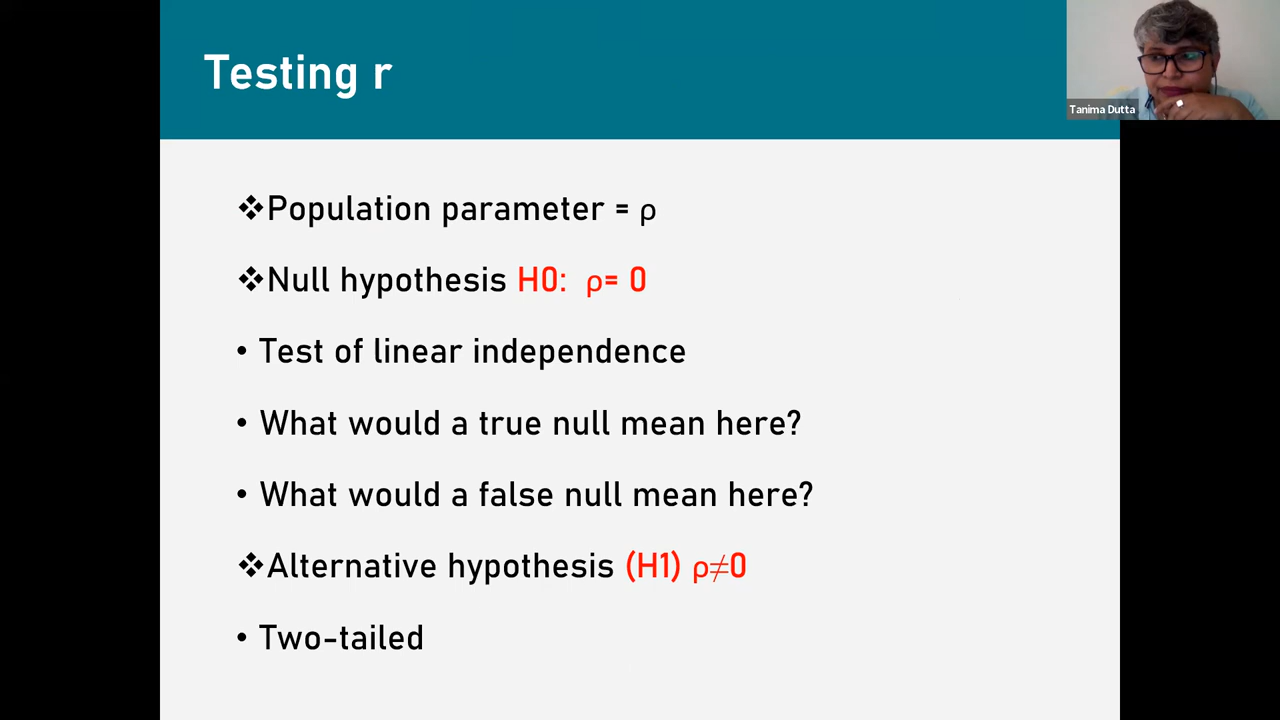 Testing r
Tanima Dutta
❖Population parameter = ρ
❖Null hypothesis H0: ρ= 0
• Test of linear independence
• What would a true null mean here?
• What would a false null mean here?
❖Alternative hypothesis (H1) ρ≠0
• Two-tailed